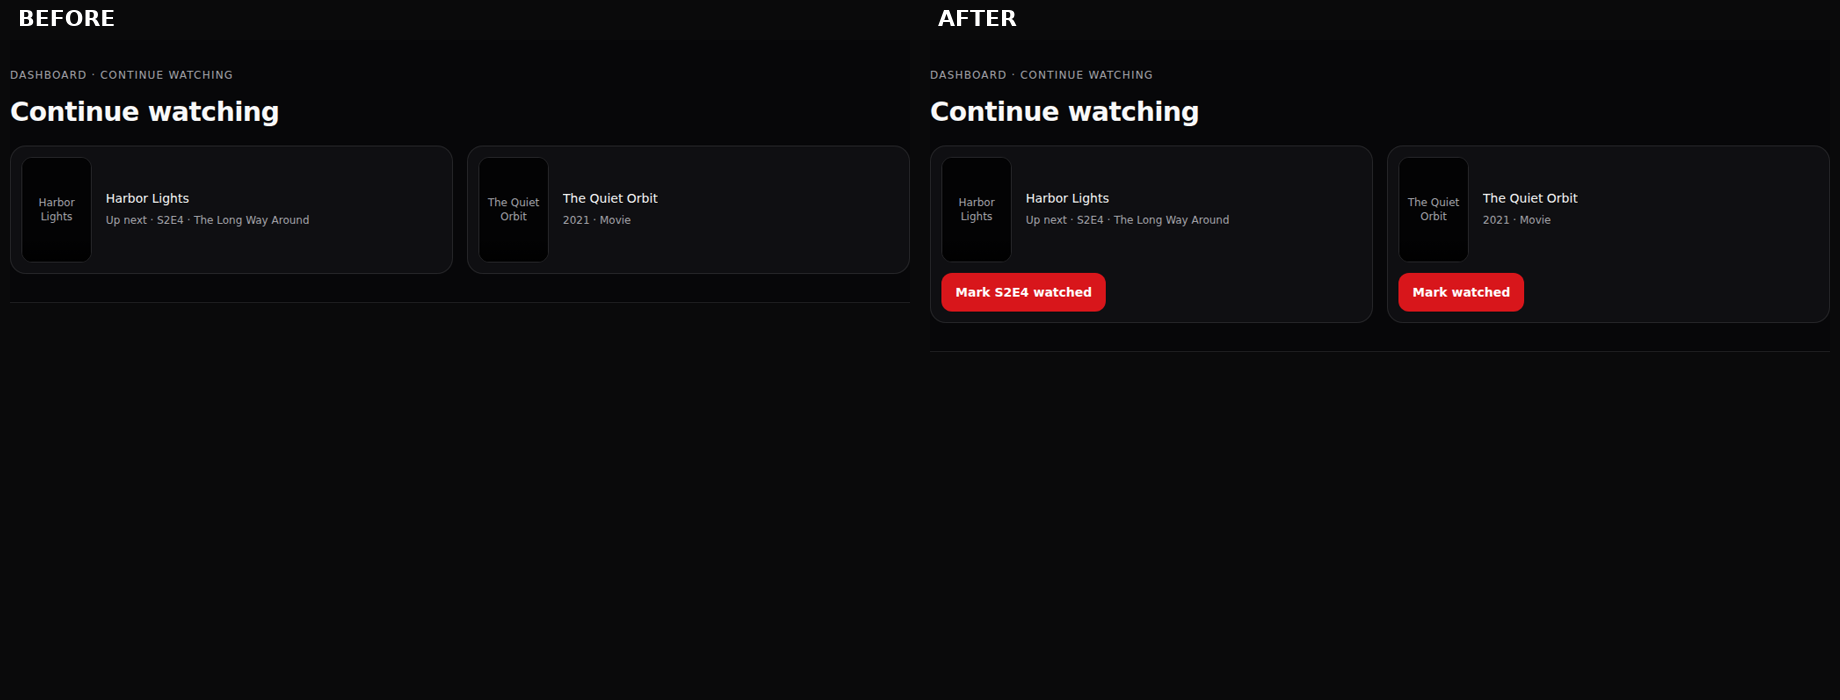 BEFORE
DASHBOARD · CONTINUE WATCHING
Continue watching
Harbor
Lights
Harbor Lights
Up next · S2E4 · The Long Way Around
The Quiet
Orbit
The Quiet Orbit
2021 · Movie
AFTER
DASHBOARD · CONTINUE WATCHING
Continue watching
Harbor
Lights
Harbor Lights
Up next · S2E4 · The Long Way Around
Mark S2E4 watched
The Quiet
Orbit
The Quiet Orbit
2021 · Movie
Mark watched